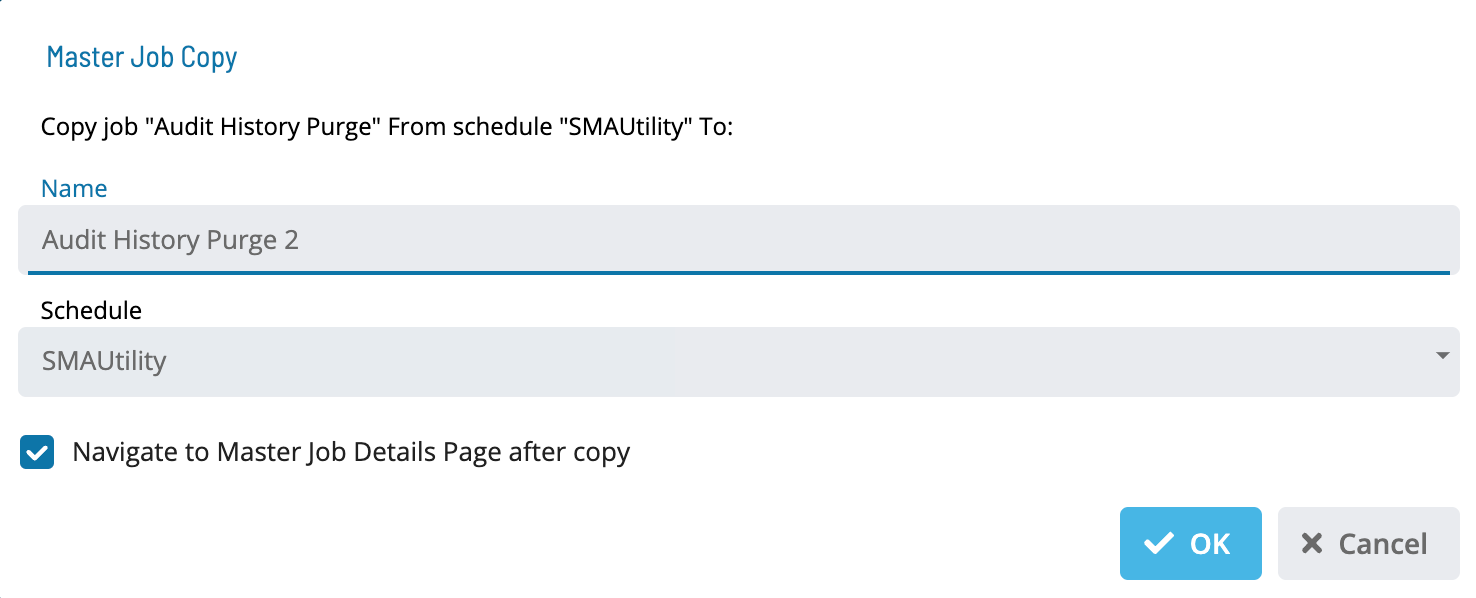 Master Job Copy
Copy job "Audit History Purge" From schedule "SMAUtility" To:
Name
Audit History Purge 2
Schedule
SMAUtility
Navigate to Master Job Details Page after copy
OK Cancel